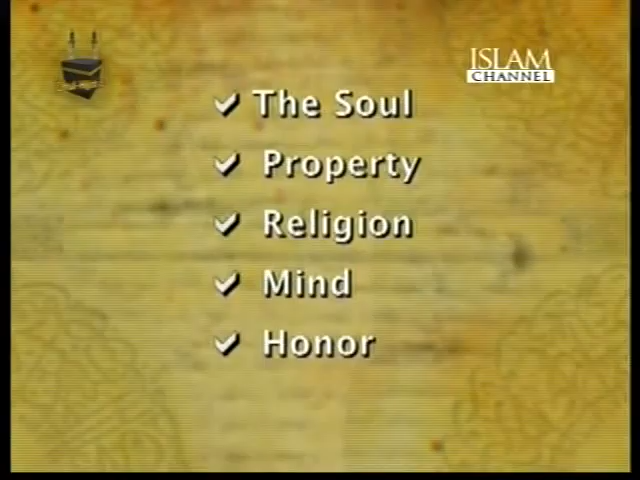 ISLAM
CHANNEL
The Soul
Property
Religion
Mind
Honor